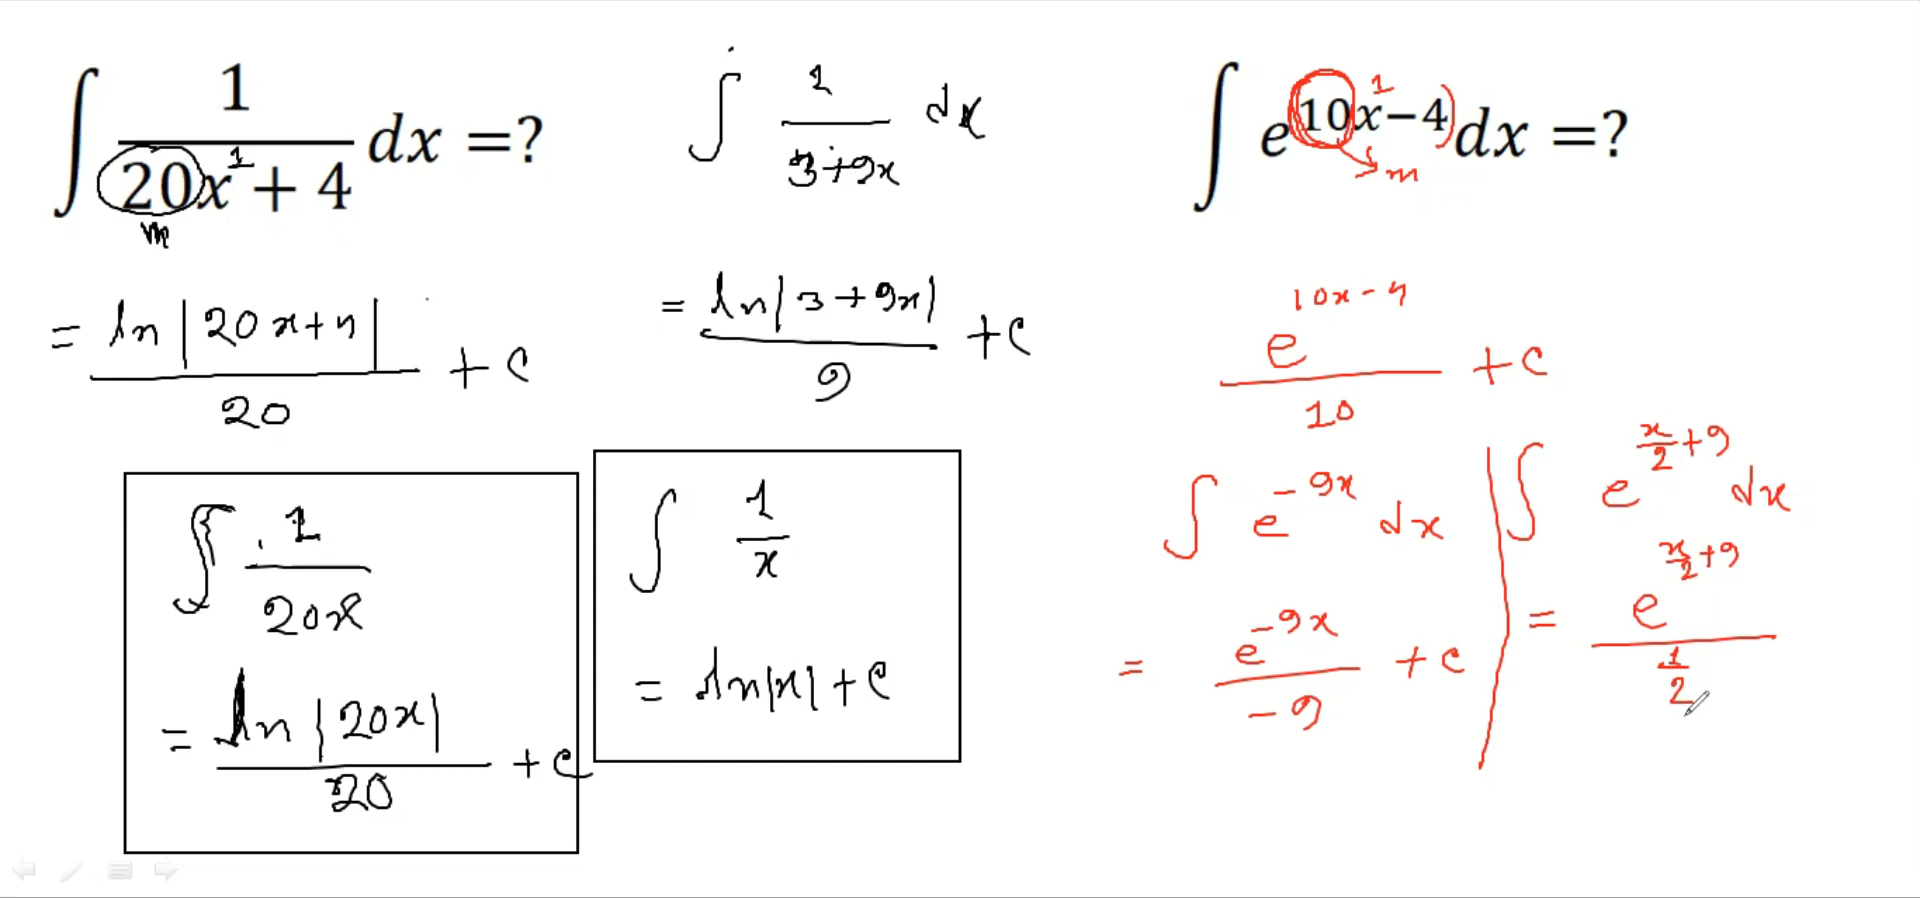 ∫ 1/(20x¹ + 4) dx =?
m
= ln|20x+4|/20 + c
∫ 1/20x
= ln|20x|/20 + c
∫ 1/(3+9x) dx
= ln|3+9x|/9 + c
∫ 1/x
= ln|x| + c
∫ e^(10x¹−4) dx =?
m
e^(10x-4)/10 + c
∫ e^(-9x) dx
= e^(-9x)/-9 + c
∫ e^(x/2+9) dx
= e^(x/2+9)/(1/2)